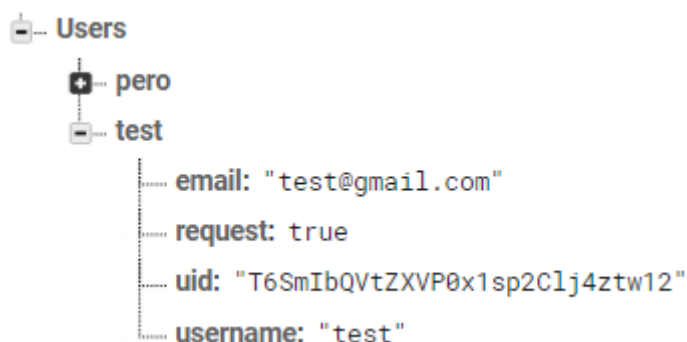 Users
pero
test
email: "test@gmail.com"
request: true
uid: "T6SmIbQVtZXVP0x1sp2Clj4ztw12"
username: "test"